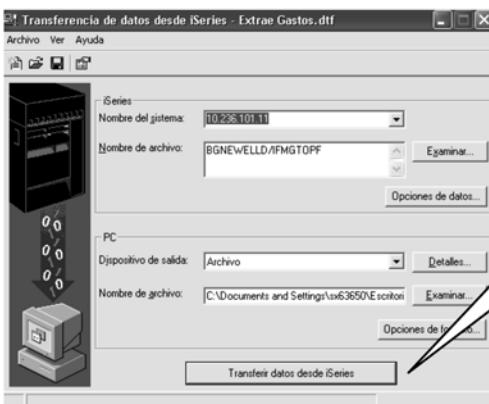 Transferencia de datos desde iSeries - Extrae Gastos.dtf
Archivo Ver Ayuda
iSeries
Nombre del sistema: 10.236.101.11
Nombre de archivo: BGNEWELLD/IFMGTOPF Examinar...
Opciones de datos...
PC
Dispositivo de salida: Archivo Detalles...
Nombre de archivo: C:\Documents and Settings\sx63650\Escritori Examinar...
Opciones de
Transferir datos desde iSeries